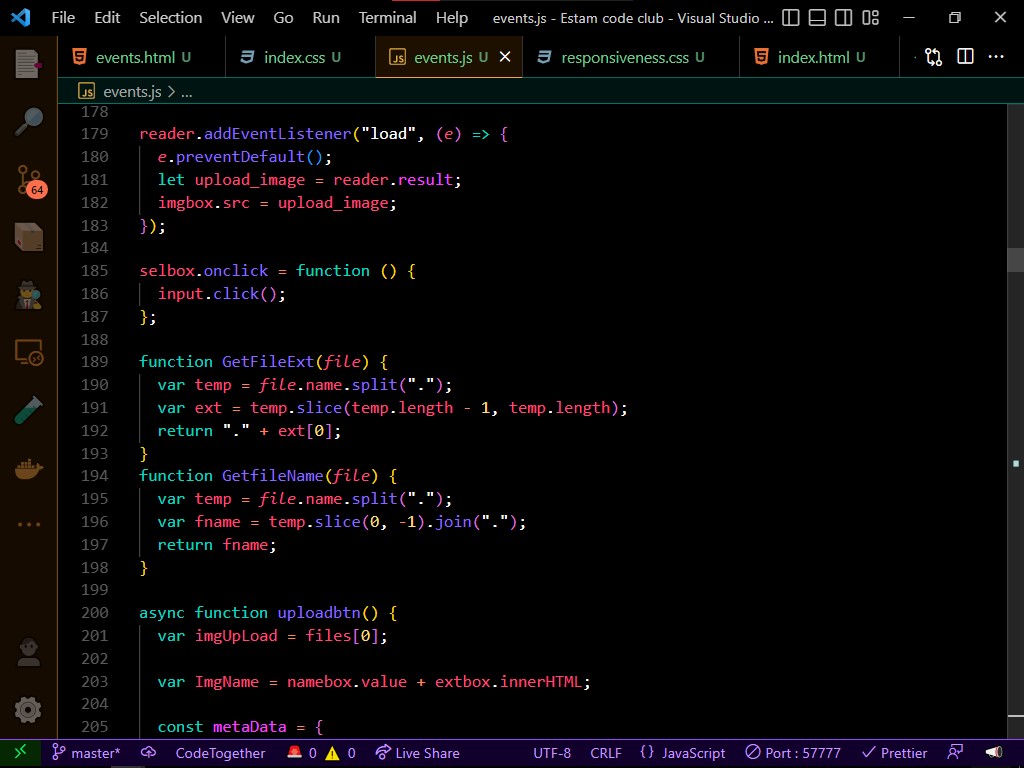 File Edit Selection View Go Run Terminal Help events.js - Estam code club - Visual Studio ...
events.html U index.css U JS events.js U responsiveness.css U index.html U
JS events.js > ...
178
179 reader.addEventListener("load", (e) => {
180 e.preventDefault();
181 let upload_image = reader.result;
182 imgbox.src = upload_image;
183 });
184
185 selbox.onclick = function () {
186 input.click();
187 };
188
189 function GetFileExt(file) {
190 var temp = file.name.split(".");
191 var ext = temp.slice(temp.length - 1, temp.length);
192 return "." + ext[0];
193 }
194 function GetfileName(file) {
195 var temp = file.name.split(".");
196 var fname = temp.slice(0, -1).join(".");
197 return fname;
198 }
199
200 async function uploadbtn() {
201 var imgUpLoad = files[0];
202
203 var ImgName = namebox.value + extbox.innerHTML;
204
205 const metaData = {
64
master* CodeTogether 0 0 Live Share UTF-8 CRLF {} JavaScript Port : 57777 Prettier